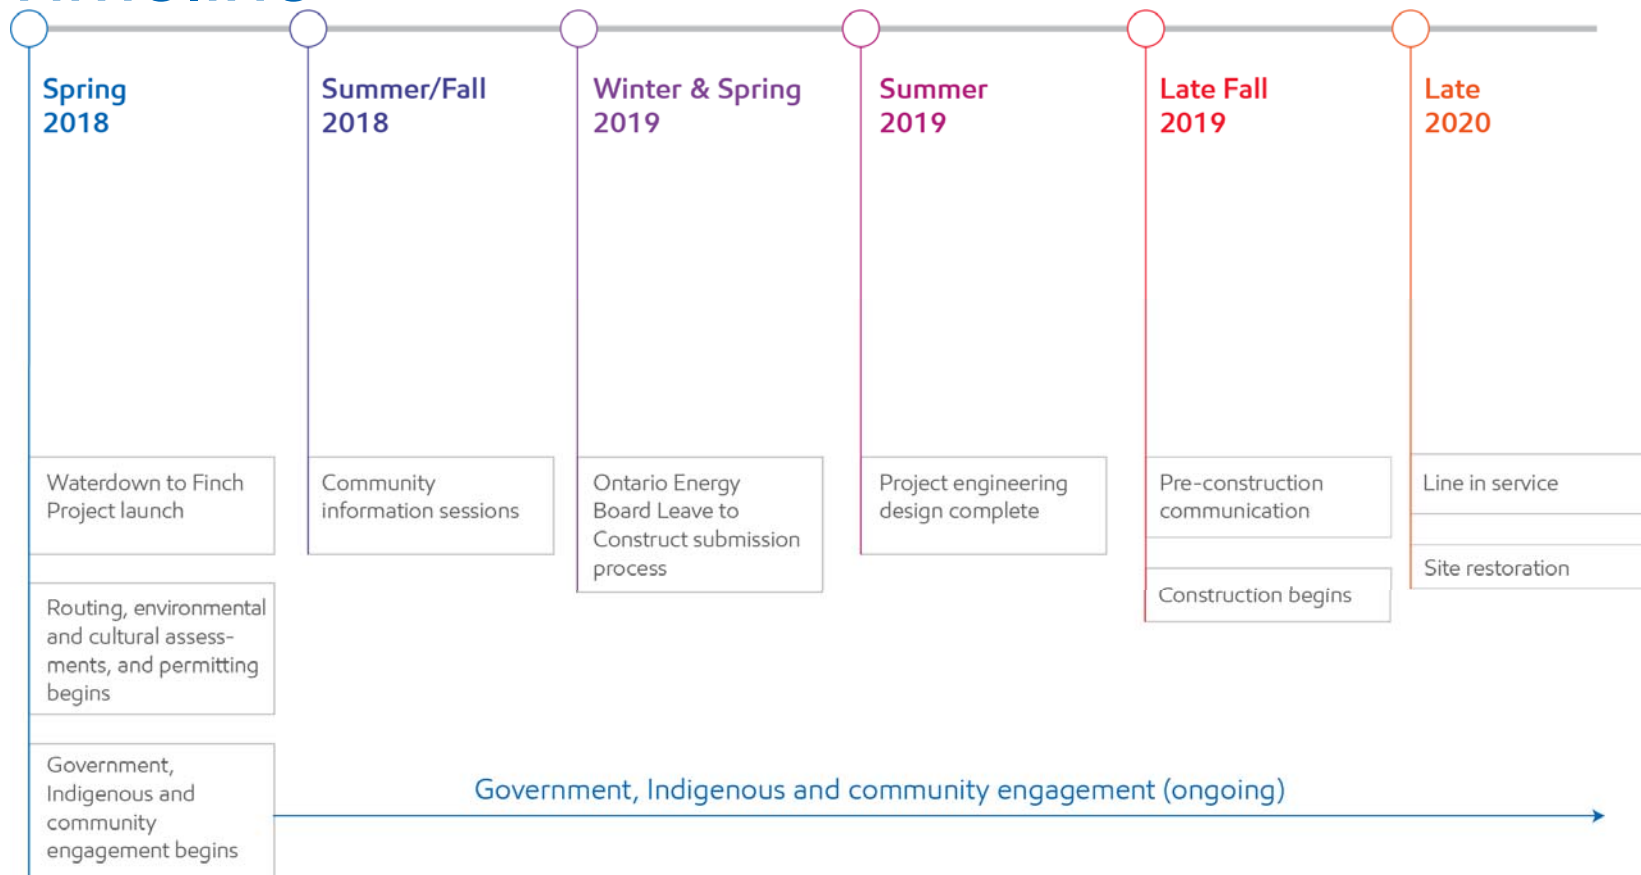 Spring
2018
Summer/Fall
2018
Winter & Spring
2019
Summer
2019
Late Fall
2019
Late
2020
Waterdown to Finch
Project launch
Routing, environmental
and cultural assess-
ments, and permitting
begins
Government,
Indigenous and
community
engagement begins
Community
information sessions
Ontario Energy
Board Leave to
Construct submission
process
Project engineering
design complete
Pre-construction
communication
Construction begins
Line in service
Site restoration
Government, Indigenous and community engagement (ongoing)